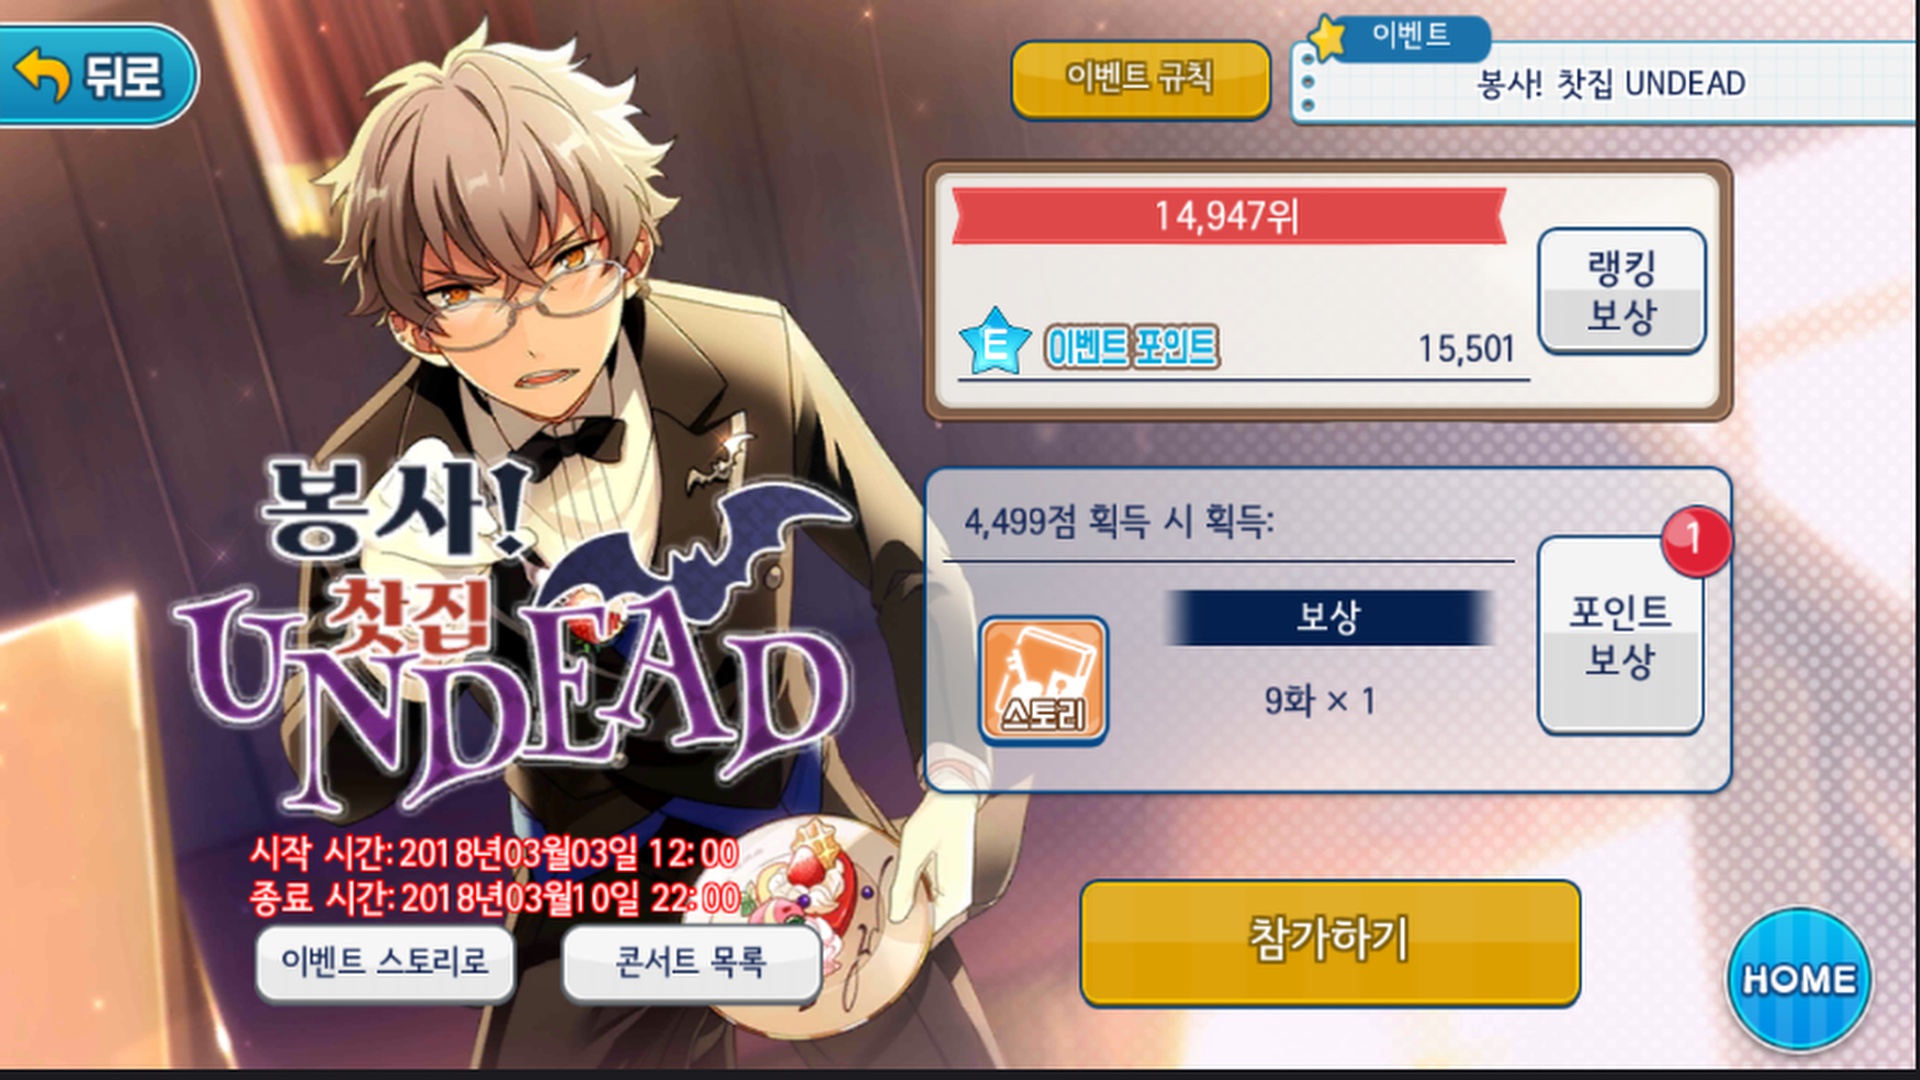 뒤로
이벤트 규칙
이벤트
봉사! 찻집 UNDEAD
14,947위
E 이벤트 포인트 15,501
랭킹
보상
4,499점 획득 시 획득:
보상
스토리
9화 × 1
1
포인트
보상
봉사!
찻집
UNDEAD
시작 시간:2018년03월03일 12:00
종료 시간:2018년03월10일 22:00
이벤트 스토리로
콘서트 목록
참가하기
HOME